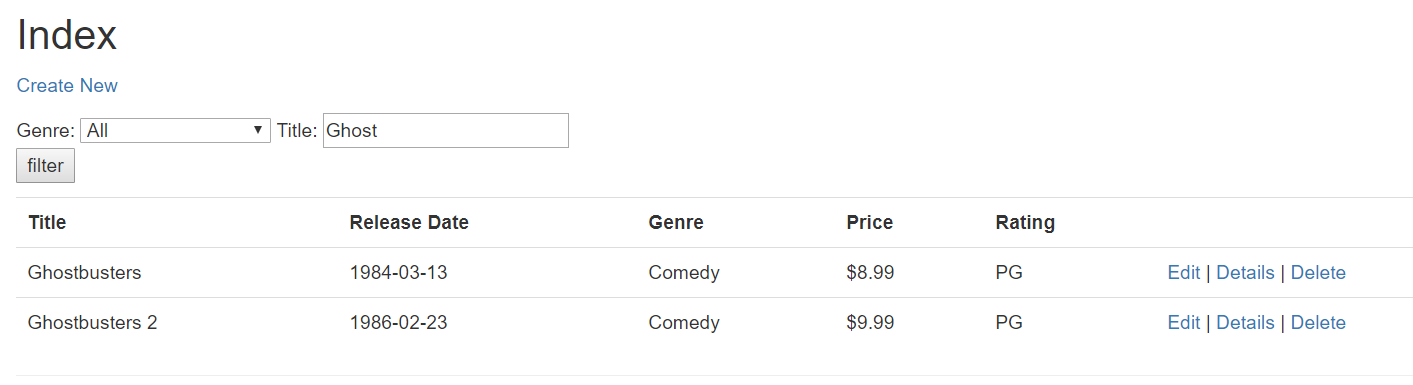 Index
Create New
Genre: All Title: Ghost
filter
Title Release Date Genre Price Rating
Ghostbusters 1984-03-13 Comedy $8.99 PG Edit | Details | Delete
Ghostbusters 2 1986-02-23 Comedy $9.99 PG Edit | Details | Delete